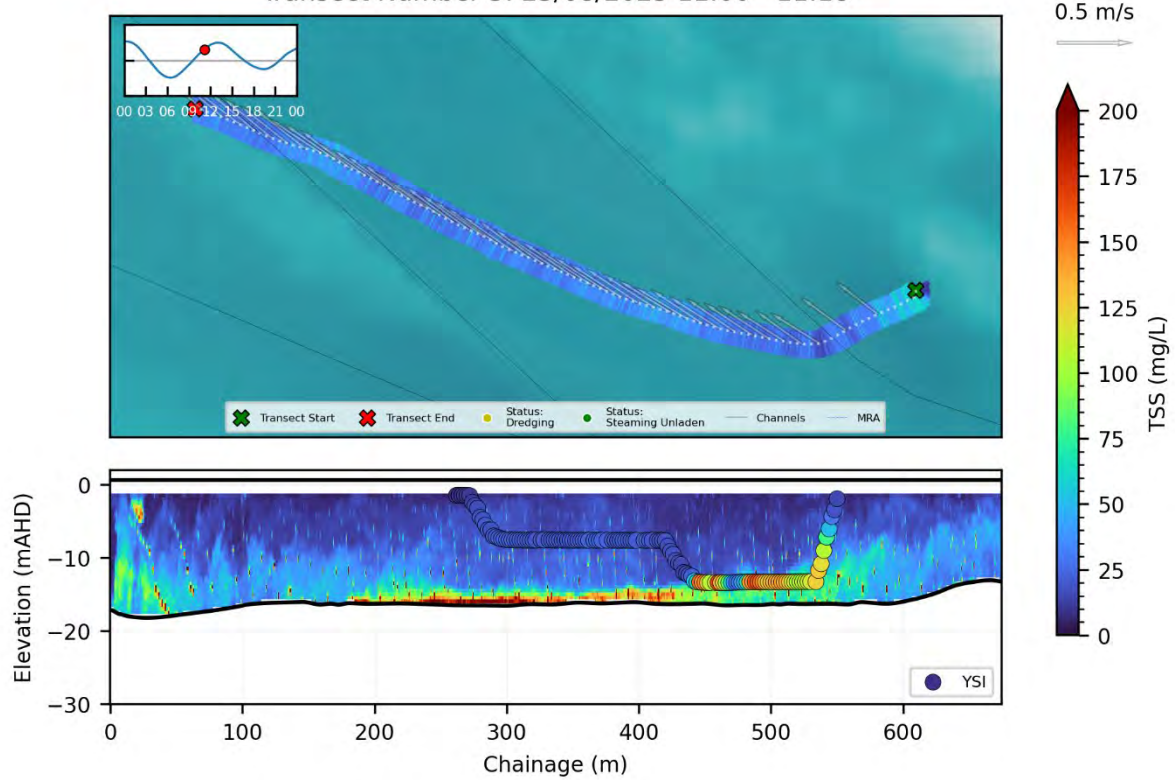 0.5 m/s
00 03 06 09 12 15 18 21 00
Transect Start
Transect End
Status:
Dredging
Status:
Steaming Unladen
Channels
MRA
200
175
150
125
100
75
50
25
0
TSS (mg/L)
0
−10
−20
−30
Elevation (mAHD)
YSI
0 100 200 300 400 500 600
Chainage (m)